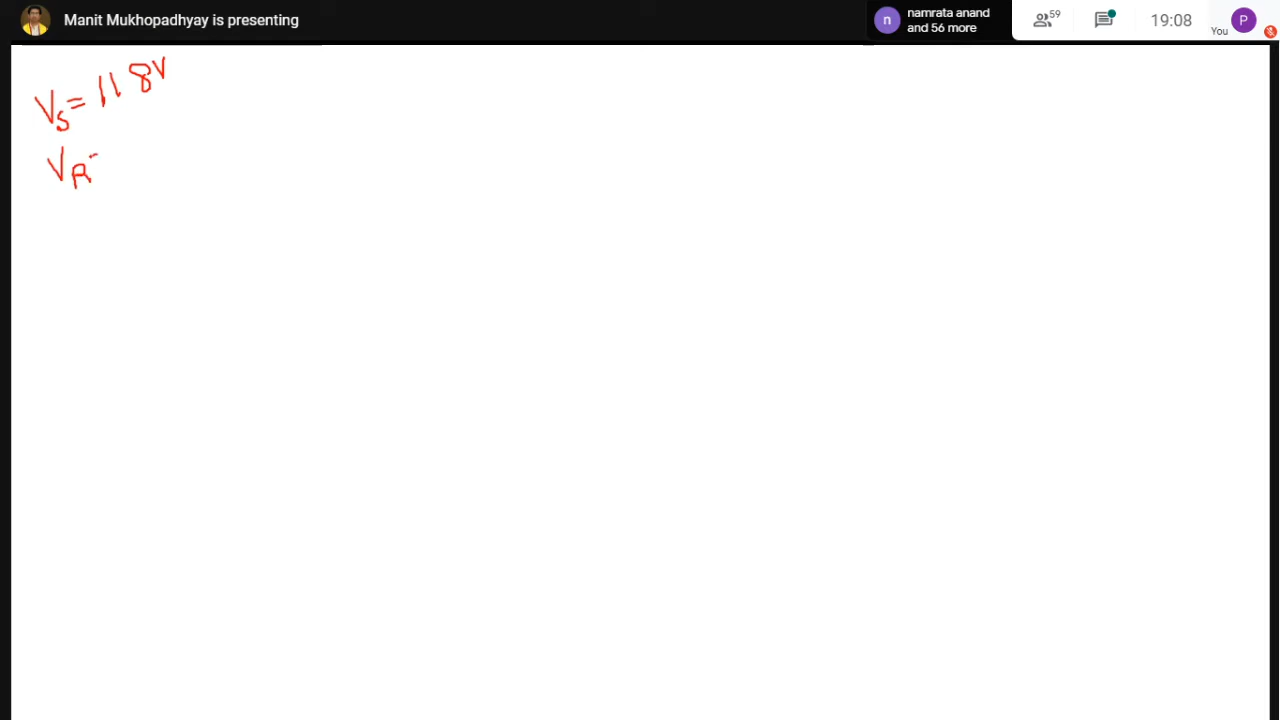 Manit Mukhopadhyay is presenting
n
namrata anand
and 56 more
59
19:08
You
P
Vs = 118V
VR